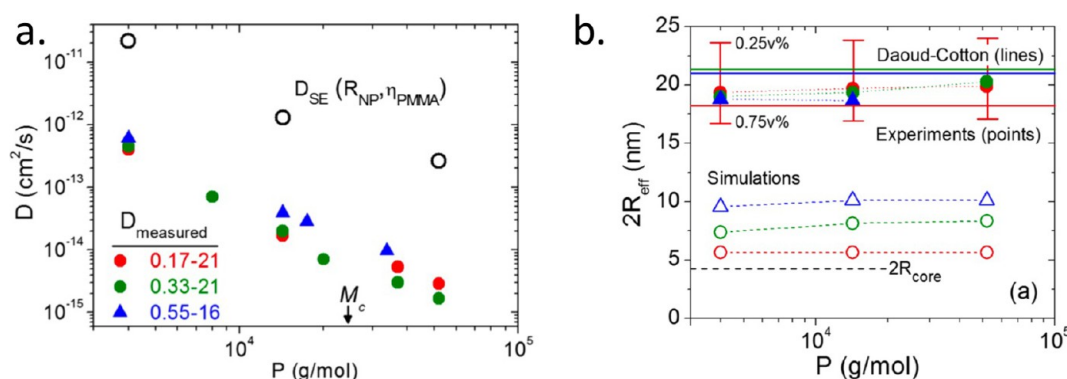 a.
10⁻¹¹
10⁻¹²
10⁻¹³
10⁻¹⁴
10⁻¹⁵
D (cm²/s)
D_SE (R_NP, η_PMMA)
D_measured
0.17-21
0.33-21
0.55-16
M_c
10⁴
10⁵
P (g/mol)
b.
25
20
15
10
5
0
2R_eff (nm)
0.25v%
Daoud-Cotton (lines)
0.75v%
Experiments (points)
Simulations
2R_core
(a)
10⁴
10⁵
P (g/mol)